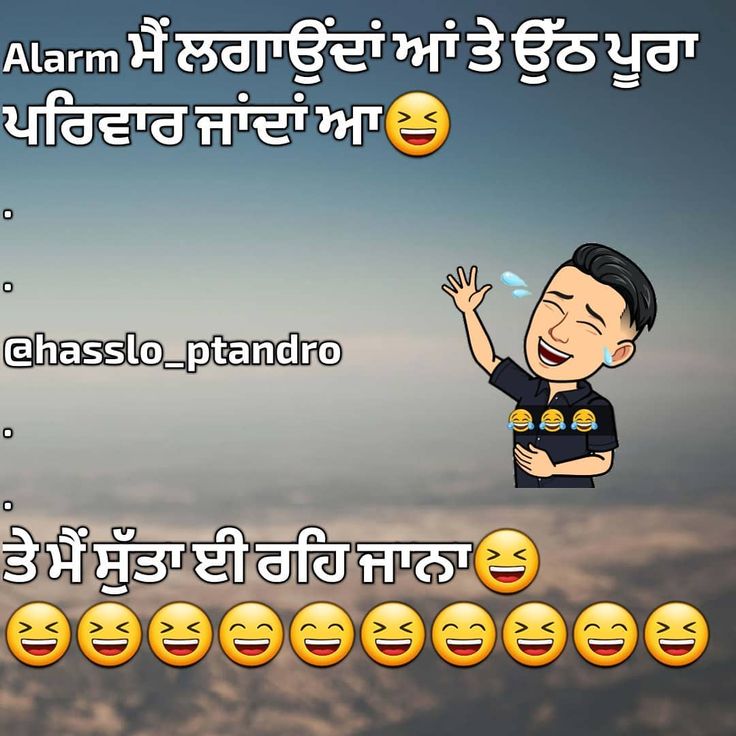 Alarm ਮੈਂ ਲਗਾਉਂਦਾਂ ਆਂ ਤੇ ਉੱਠ ਪੂਰਾ
ਪਰਿਵਾਰ ਜਾਂਦਾਂ ਆ😆
.
.
@hasslo_ptandro
.
.
ਤੇ ਮੈਂ ਸੁੱਤਾ ਈ ਰਹਿ ਜਾਨਾ😆
😆😆😆😄😄😆😄😆😄😆